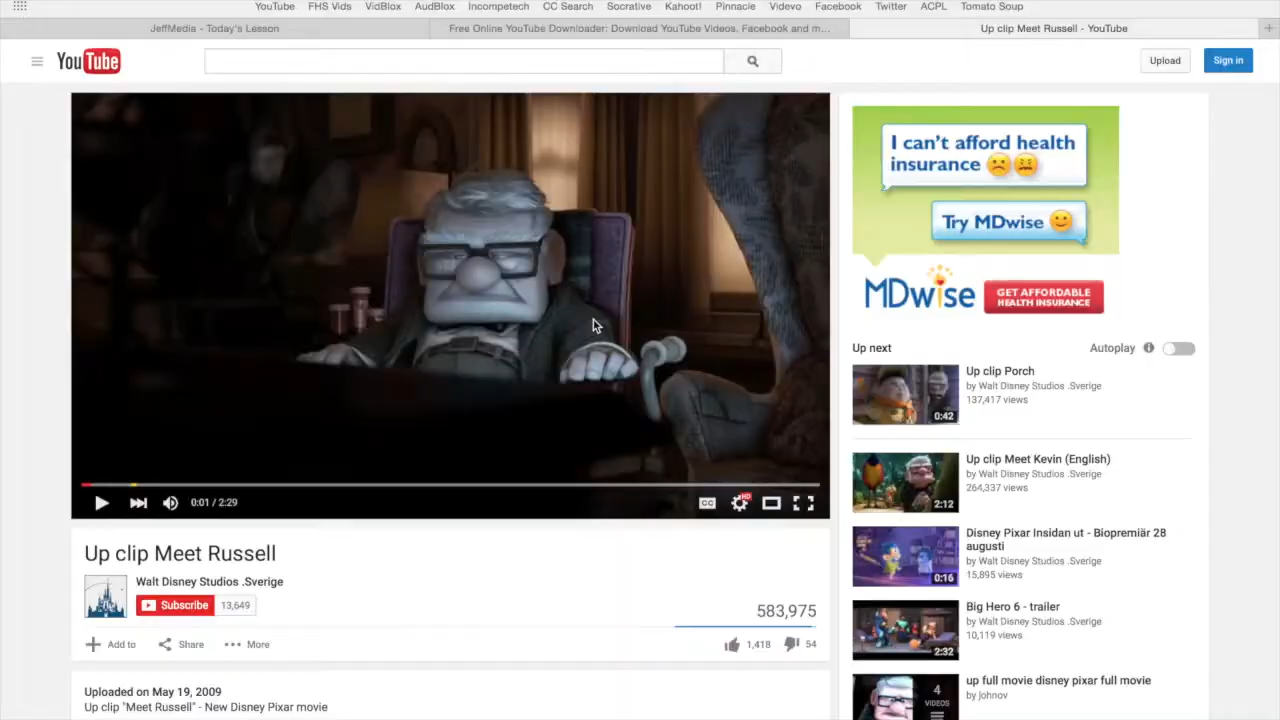 YouTube FHS Vids VidBlox AudBlox Incompetech CC Search Socrative Kahoot! Pinnacle Videvo Facebook Twitter ACPL Tomato Soup
JeffMedia - Today's Lesson
Free Online YouTube Downloader: Download YouTube Videos, Facebook and m...
Up clip Meet Russell - YouTube
YouTube
Upload
Sign in
I can't afford health
insurance
Try MDwise
MDwise
GET AFFORDABLE
HEALTH INSURANCE
0:01 / 2:29
CC
HD
Up next
Autoplay
Up clip Porch
by Walt Disney Studios .Sverige
137,417 views
0:42
Up clip Meet Kevin (English)
by Walt Disney Studios .Sverige
264,337 views
2:12
Disney Pixar Insidan ut - Biopremiär 28
augusti
by Walt Disney Studios .Sverige
15,895 views
0:16
Big Hero 6 - trailer
by Walt Disney Studios .Sverige
10,119 views
2:32
up full movie disney pixar full movie
by Johnov
4
VIDEOS
Up clip Meet Russell
Walt Disney Studios .Sverige
Subscribe 13,649
583,975
Add to Share More
1,418 54
Uploaded on May 19, 2009
Up clip "Meet Russell" - New Disney Pixar movie